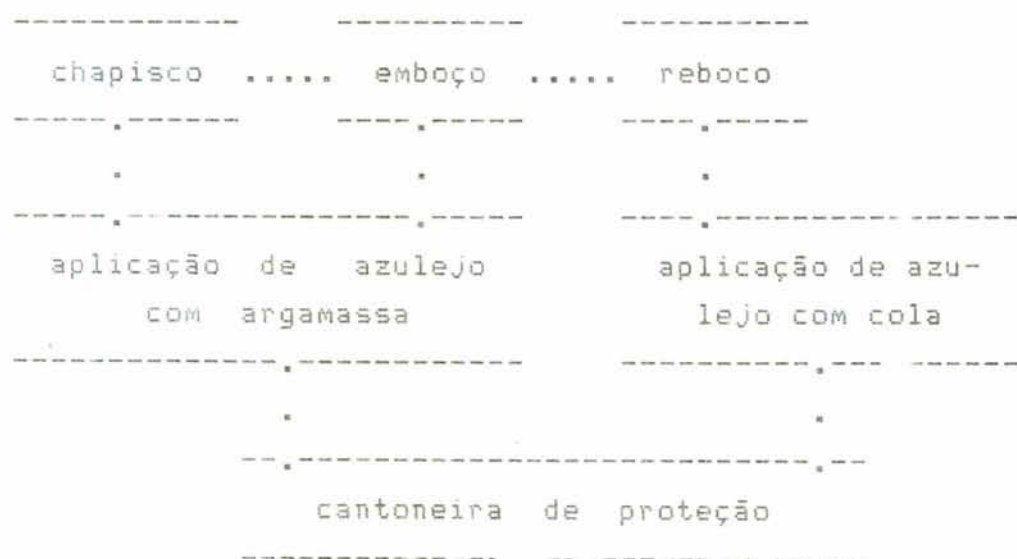 chapisco ..... emboço ..... reboco
aplicação de azulejo
com argamassa
aplicação de azu-
lejo com cola
cantoneira de proteção